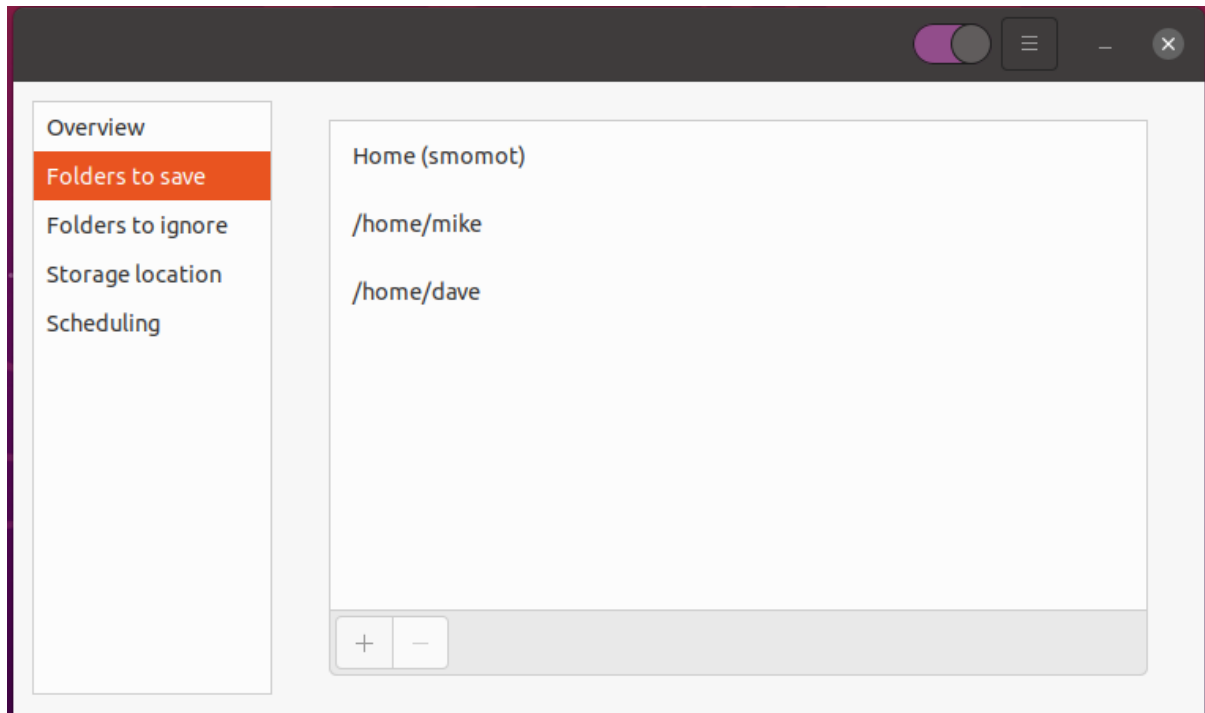 Overview
Folders to save
Folders to ignore
Storage location
Scheduling
Home (smomot)
/home/mike
/home/dave